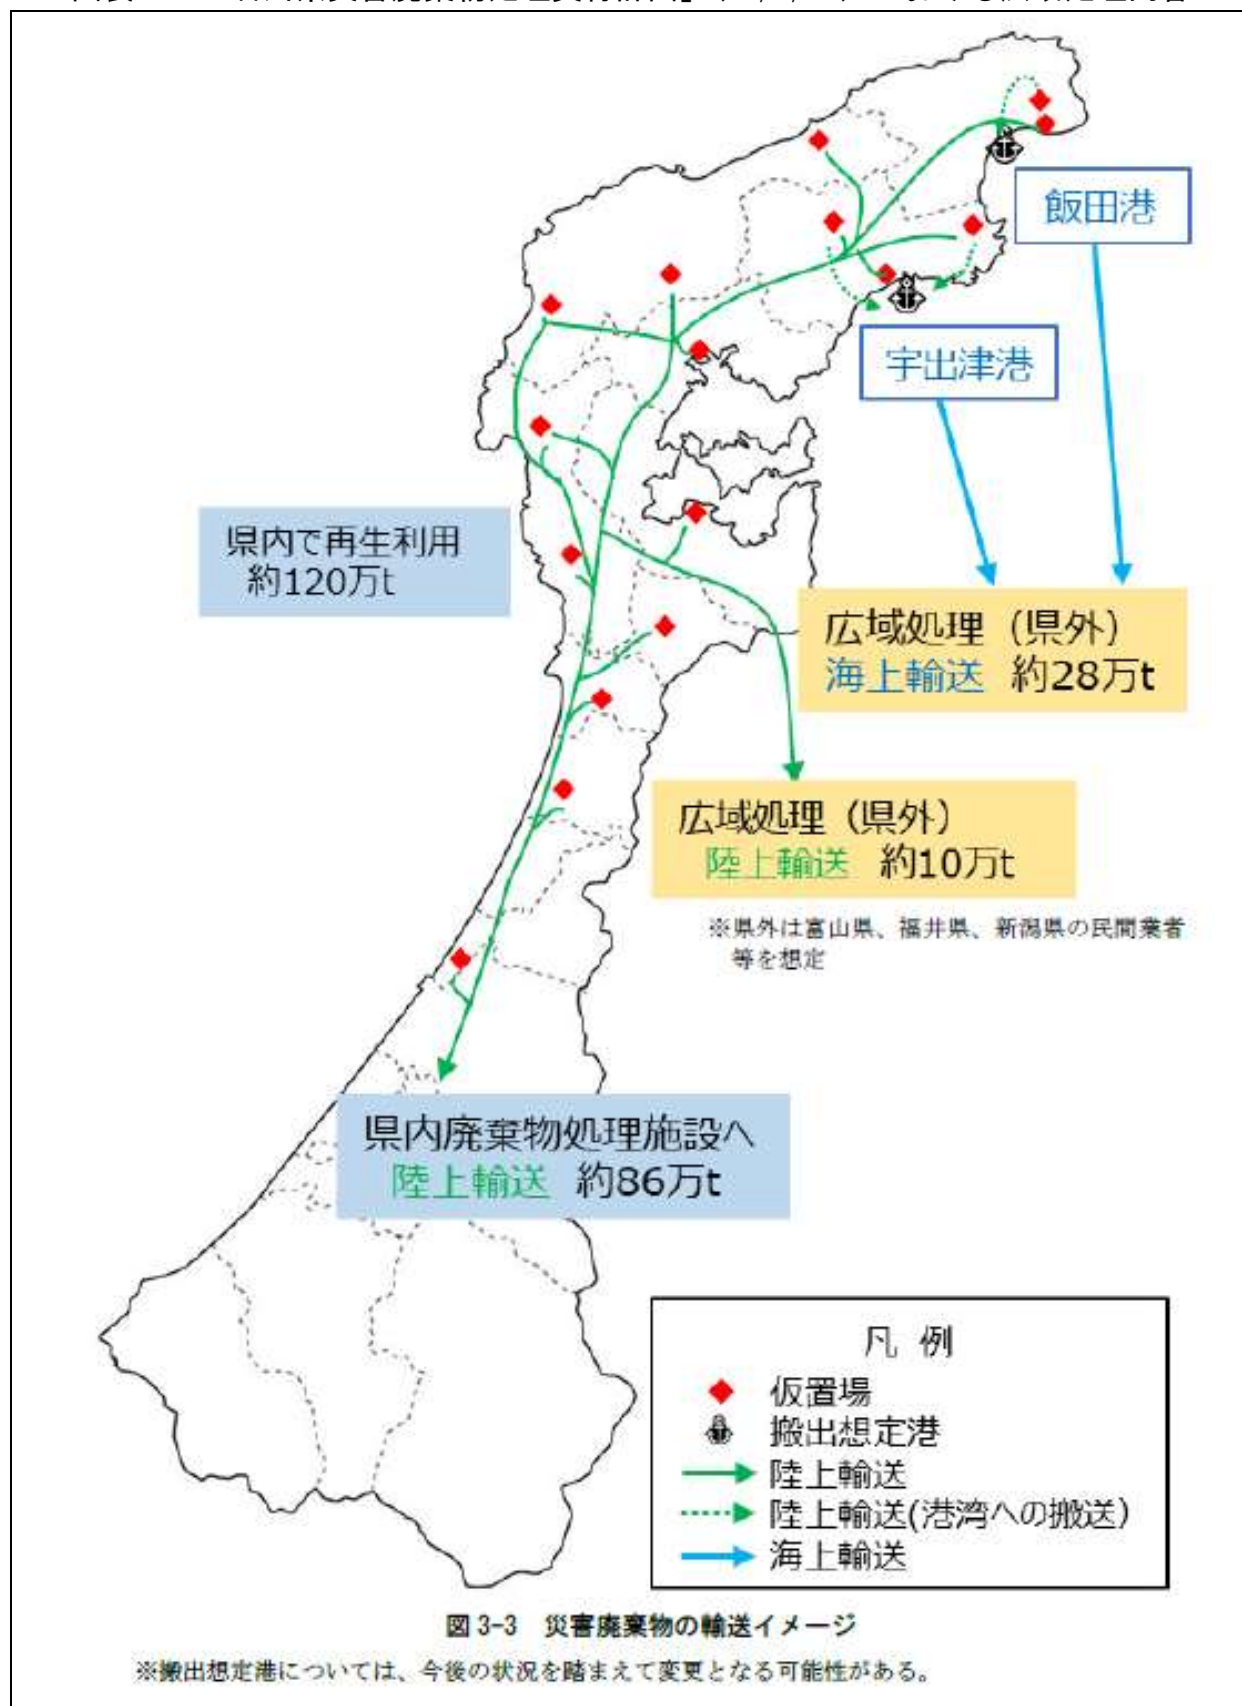 飯田港
宇出津港
県内で再生利用
約120万t
広域処理（県外）
海上輸送 約28万t
広域処理（県外）
陸上輸送 約10万t
※県外は富山県、福井県、新潟県の民間業者
等を想定
県内廃棄物処理施設へ
陸上輸送 約86万t
凡 例
仮置場
搬出想定港
陸上輸送
陸上輸送(港湾への搬送)
海上輸送
図 3-3 災害廃棄物の輸送イメージ
※搬出想定港については、今後の状況を踏まえて変更となる可能性がある。